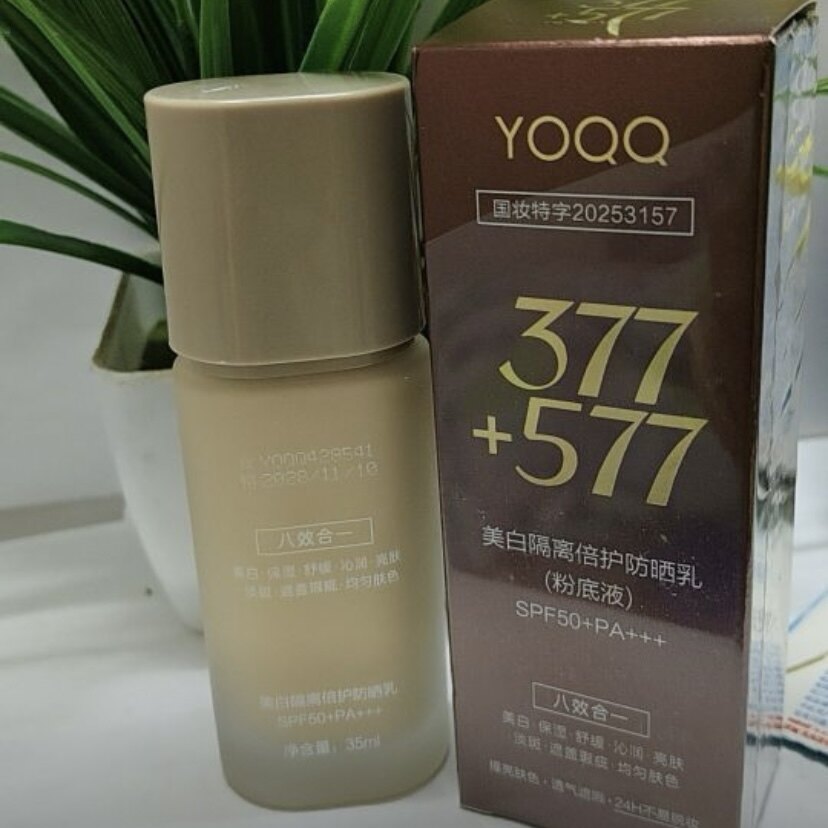 YOQQ428541
2028/11/10
八效合一
美白·保湿·舒缓·沁润·亮肤
淡斑·遮盖瑕疵·均匀肤色
美白隔离倍护防晒乳
SPF50+PA+++
净含量：35ml
YOQQ
国妆特字20253157
377
+577
美白隔离倍护防晒乳
(粉底液)
SPF50+PA+++
八效合一
美白·保湿·舒缓·沁润·亮肤
淡斑·遮盖瑕疵·均匀肤色
提亮肤色·透气遮瑕·24H不易脱妆